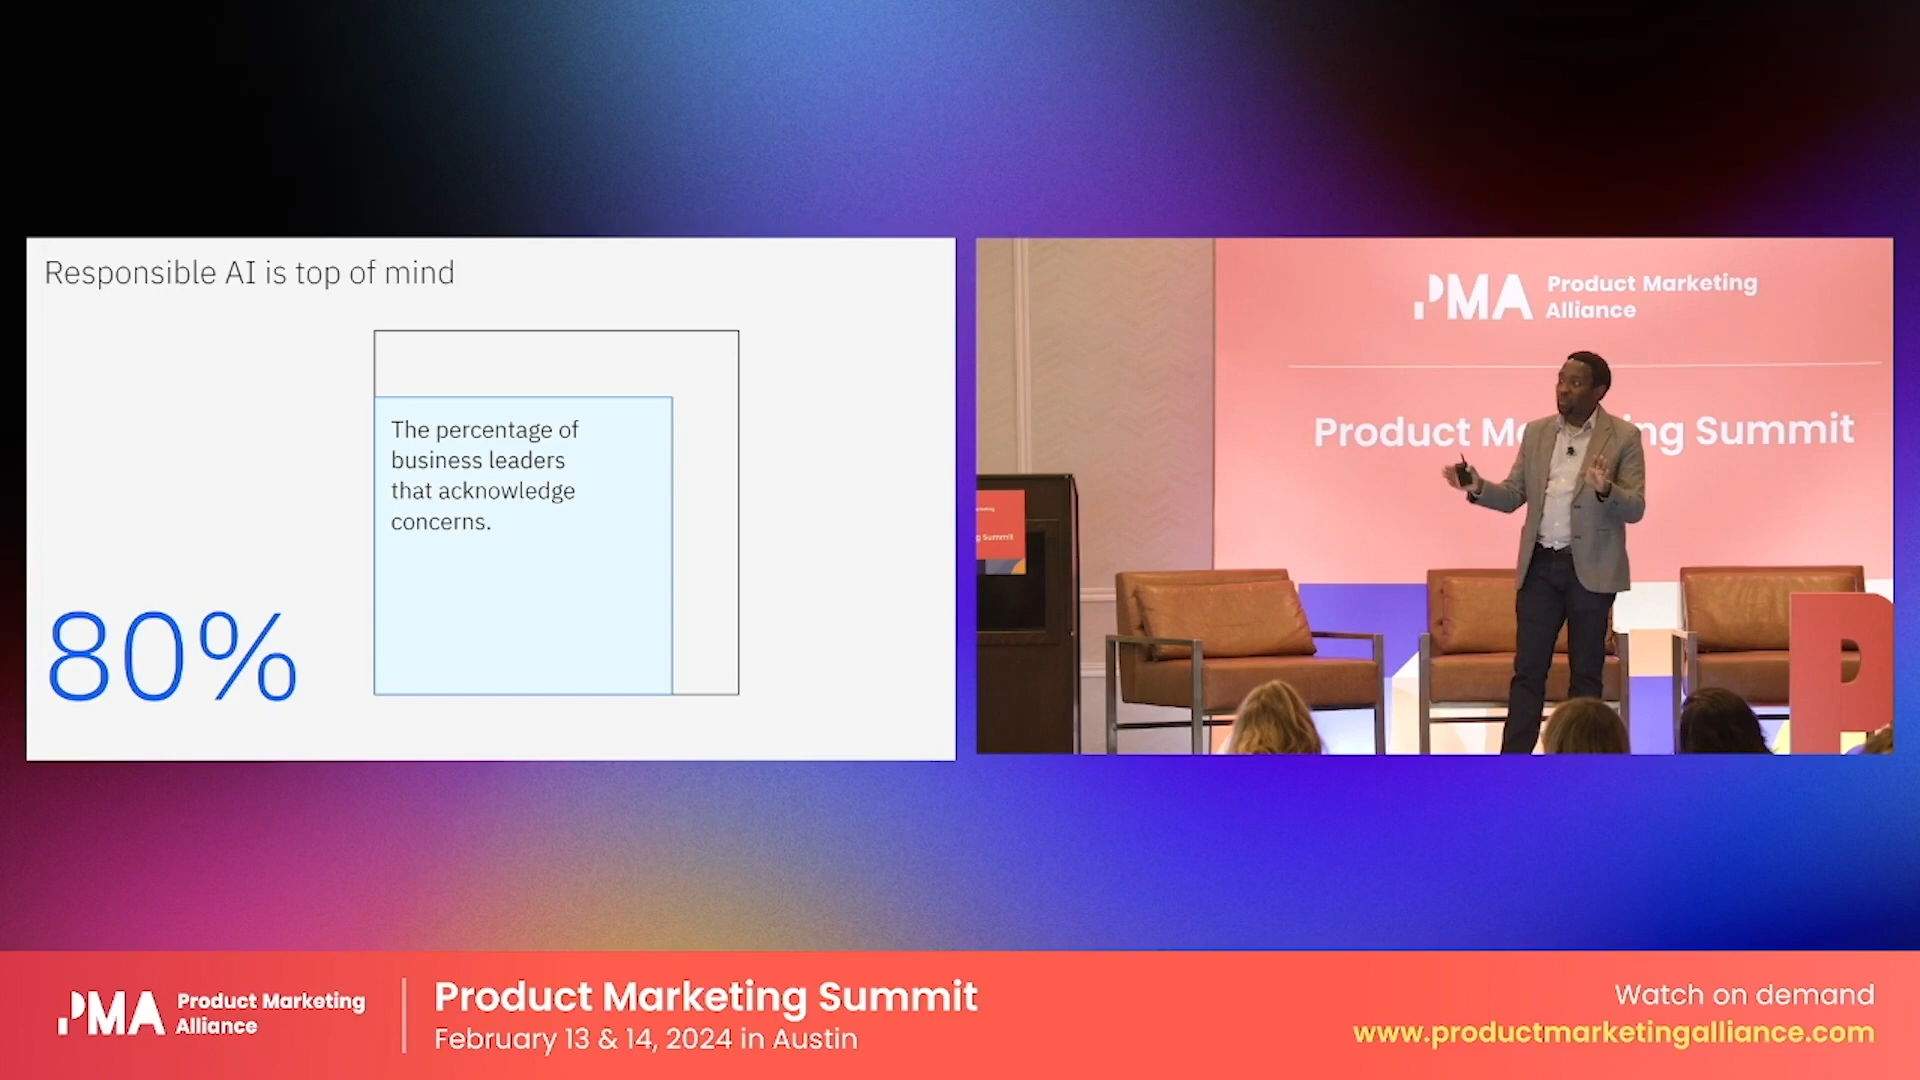 Responsible AI is top of mind
The percentage of
business leaders
that acknowledge
concerns.
80%
PMA Product Marketing
Alliance
Product Ma ng Summit
g Summit
P
PMA Product Marketing
Alliance
Product Marketing Summit
February 13 & 14, 2024 in Austin
Watch on demand
www.productmarketingalliance.com